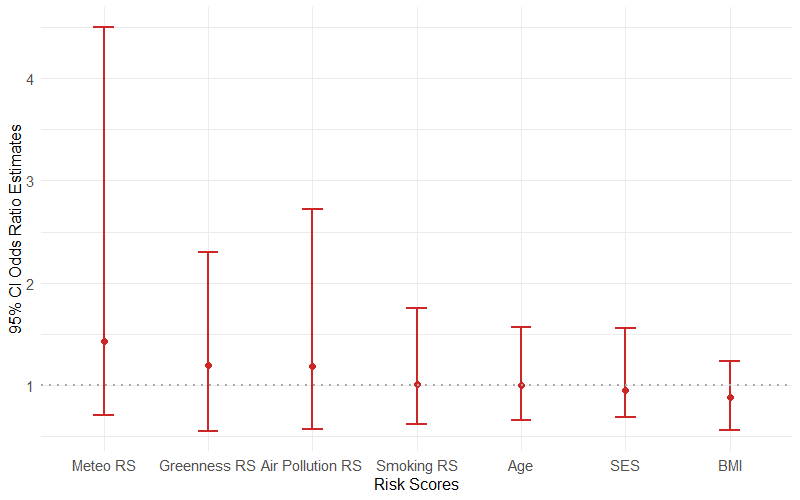 95% CI Odds Ratio Estimates
4
3
2
1
Meteo RS Greenness RS Air Pollution RS Smoking RS Age SES BMI
Risk Scores